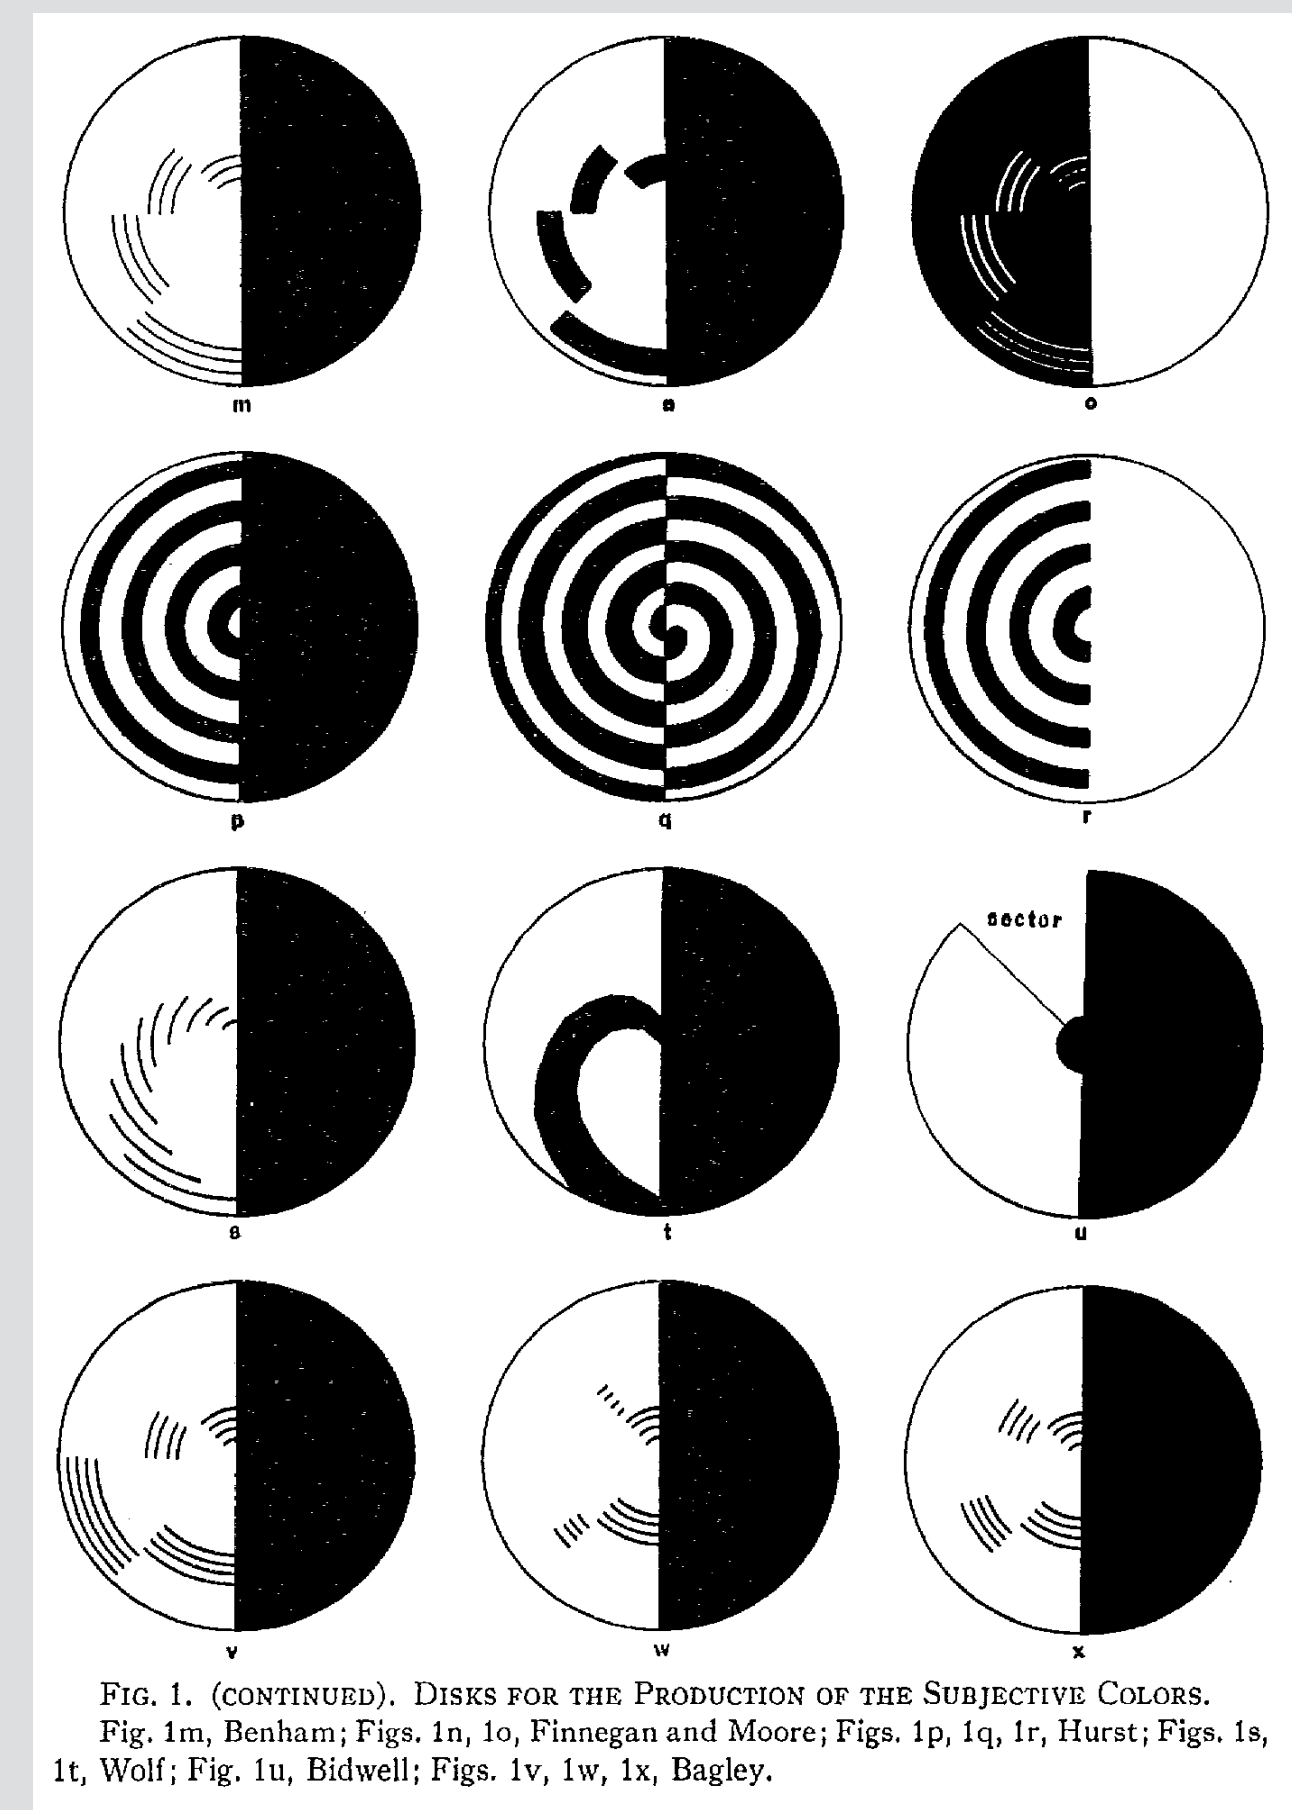 m n o
p q r
sector
s t u
v w x
FIG. 1. (CONTINUED). DISKS FOR THE PRODUCTION OF THE SUBJECTIVE COLORS.
Fig. 1m, Benham; Figs. 1n, 1o, Finnegan and Moore; Figs. 1p, 1q, 1r, Hurst; Figs. 1s,
1t, Wolf; Fig. 1u, Bidwell; Figs. 1v, 1w, 1x, Bagley.